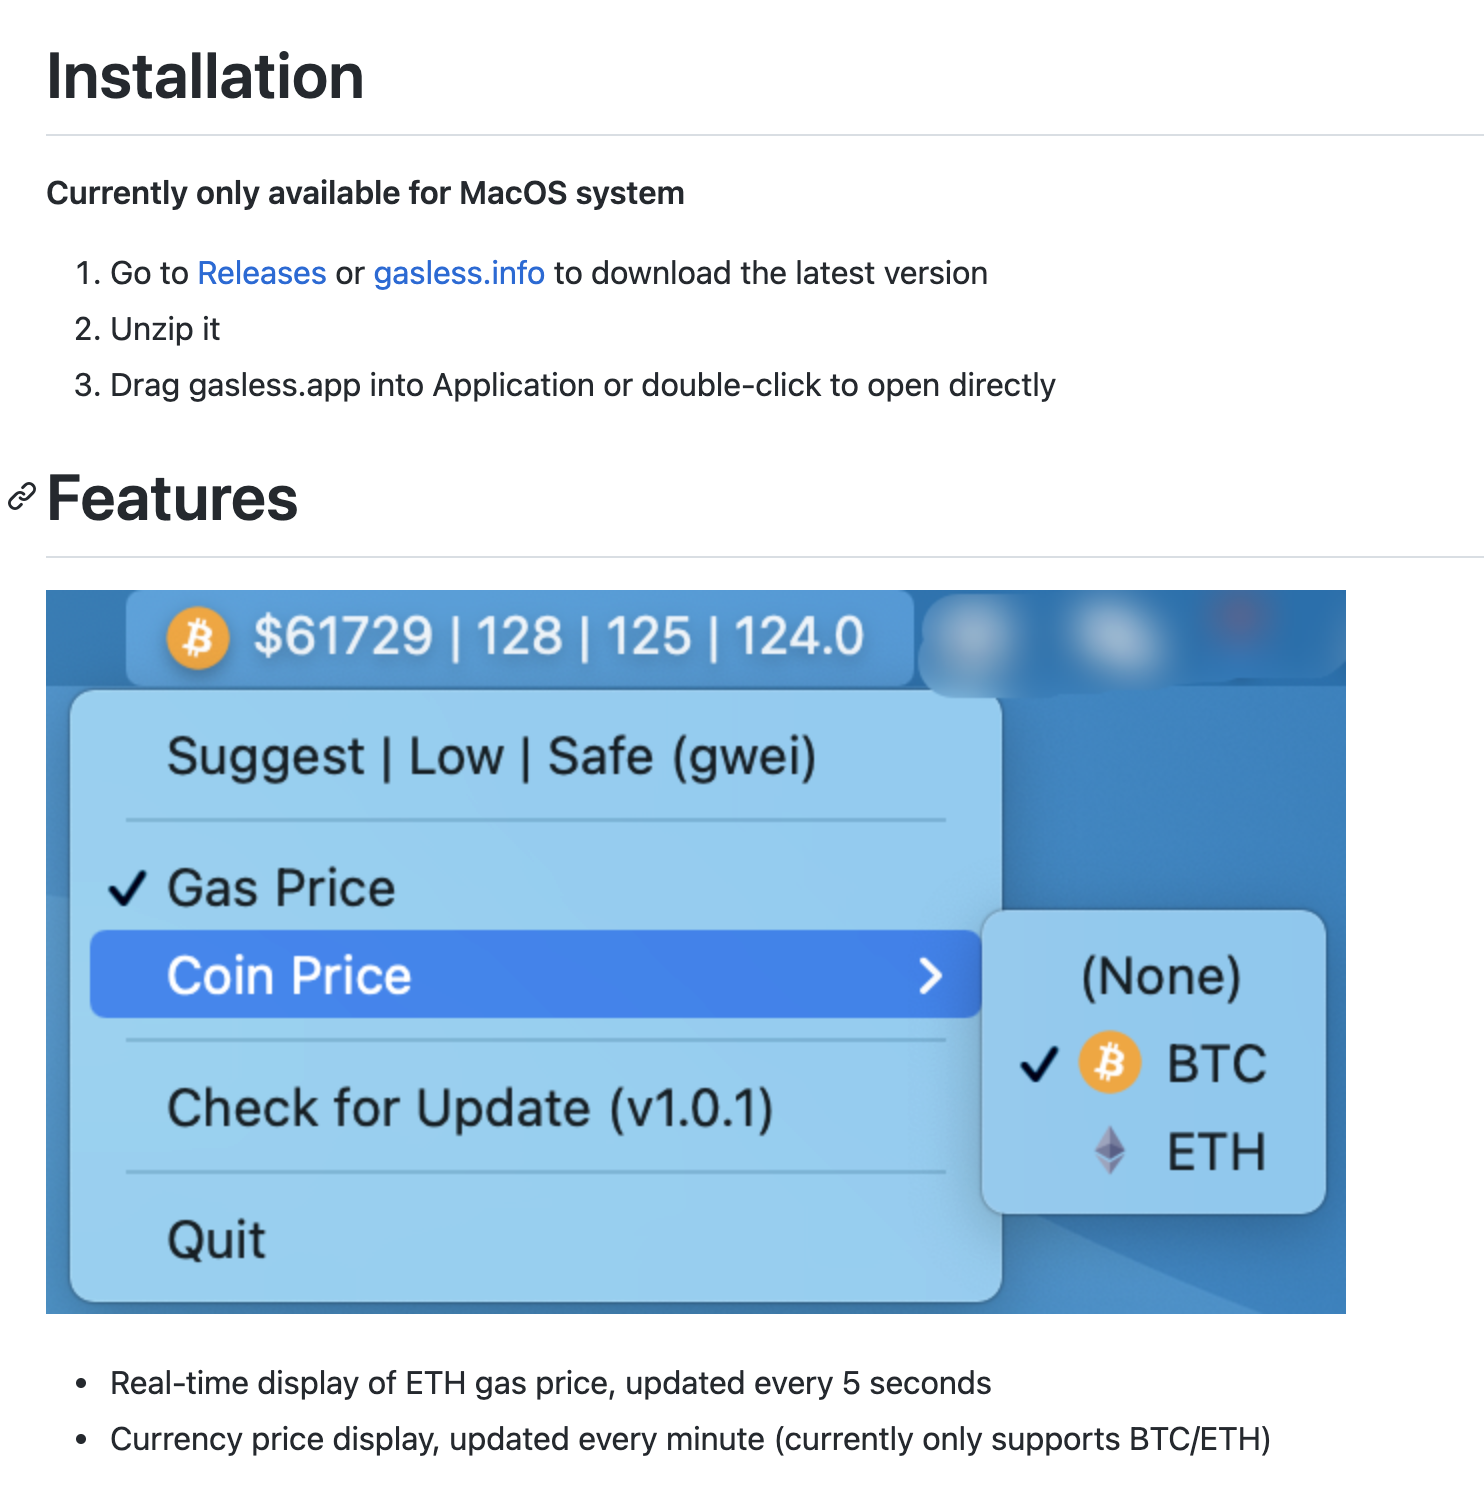 Installation
Currently only available for MacOS system
1. Go to Releases or gasless.info to download the latest version
2. Unzip it
3. Drag gasless.app into Application or double-click to open directly
Features
$61729 | 128 | 125 | 124.0
Suggest | Low | Safe (gwei)
Gas Price
Coin Price
(None)
BTC
ETH
Check for Update (v1.0.1)
Quit
• Real-time display of ETH gas price, updated every 5 seconds
• Currency price display, updated every minute (currently only supports BTC/ETH)